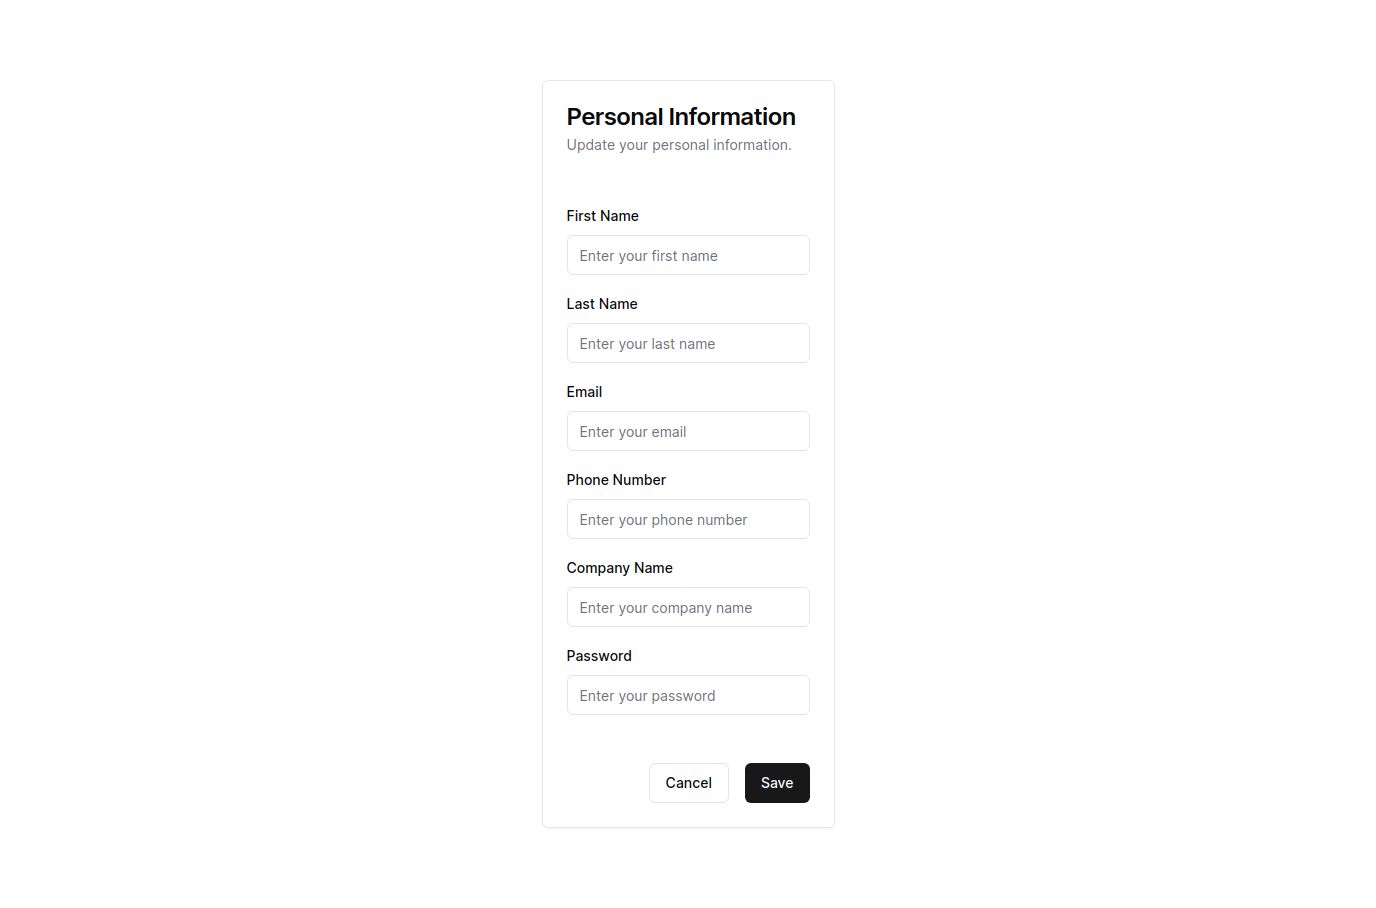 Personal Information
Update your personal information.
First Name
Enter your first name
Last Name
Enter your last name
Email
Enter your email
Phone Number
Enter your phone number
Company Name
Enter your company name
Password
Enter your password
Cancel Save